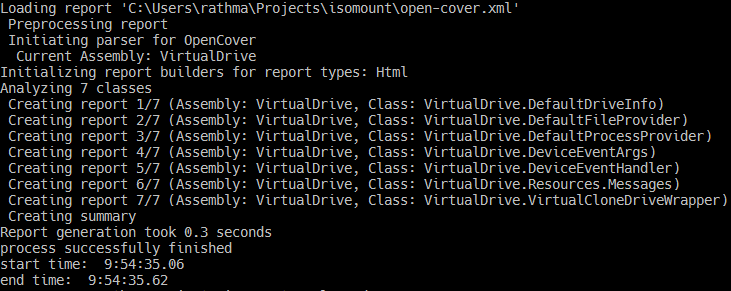 Loading report 'C:\Users\rathma\Projects\isomount\open-cover.xml'
Preprocessing report
Initiating parser for OpenCover
Current Assembly: VirtualDrive
Initializing report builders for report types: Html
Analyzing 7 classes
Creating report 1/7 (Assembly: VirtualDrive, Class: VirtualDrive.DefaultDriveInfo)
Creating report 2/7 (Assembly: VirtualDrive, Class: VirtualDrive.DefaultFileProvider)
Creating report 3/7 (Assembly: VirtualDrive, Class: VirtualDrive.DefaultProcessProvider)
Creating report 4/7 (Assembly: VirtualDrive, Class: VirtualDrive.DeviceEventArgs)
Creating report 5/7 (Assembly: VirtualDrive, Class: VirtualDrive.DeviceEventHandler)
Creating report 6/7 (Assembly: VirtualDrive, Class: VirtualDrive.Resources.Messages)
Creating report 7/7 (Assembly: VirtualDrive, Class: VirtualDrive.VirtualCloneDriveWrapper)
Creating summary
Report generation took 0.3 seconds
process successfully finished
start time:  9:54:35.06
end time:  9:54:35.62